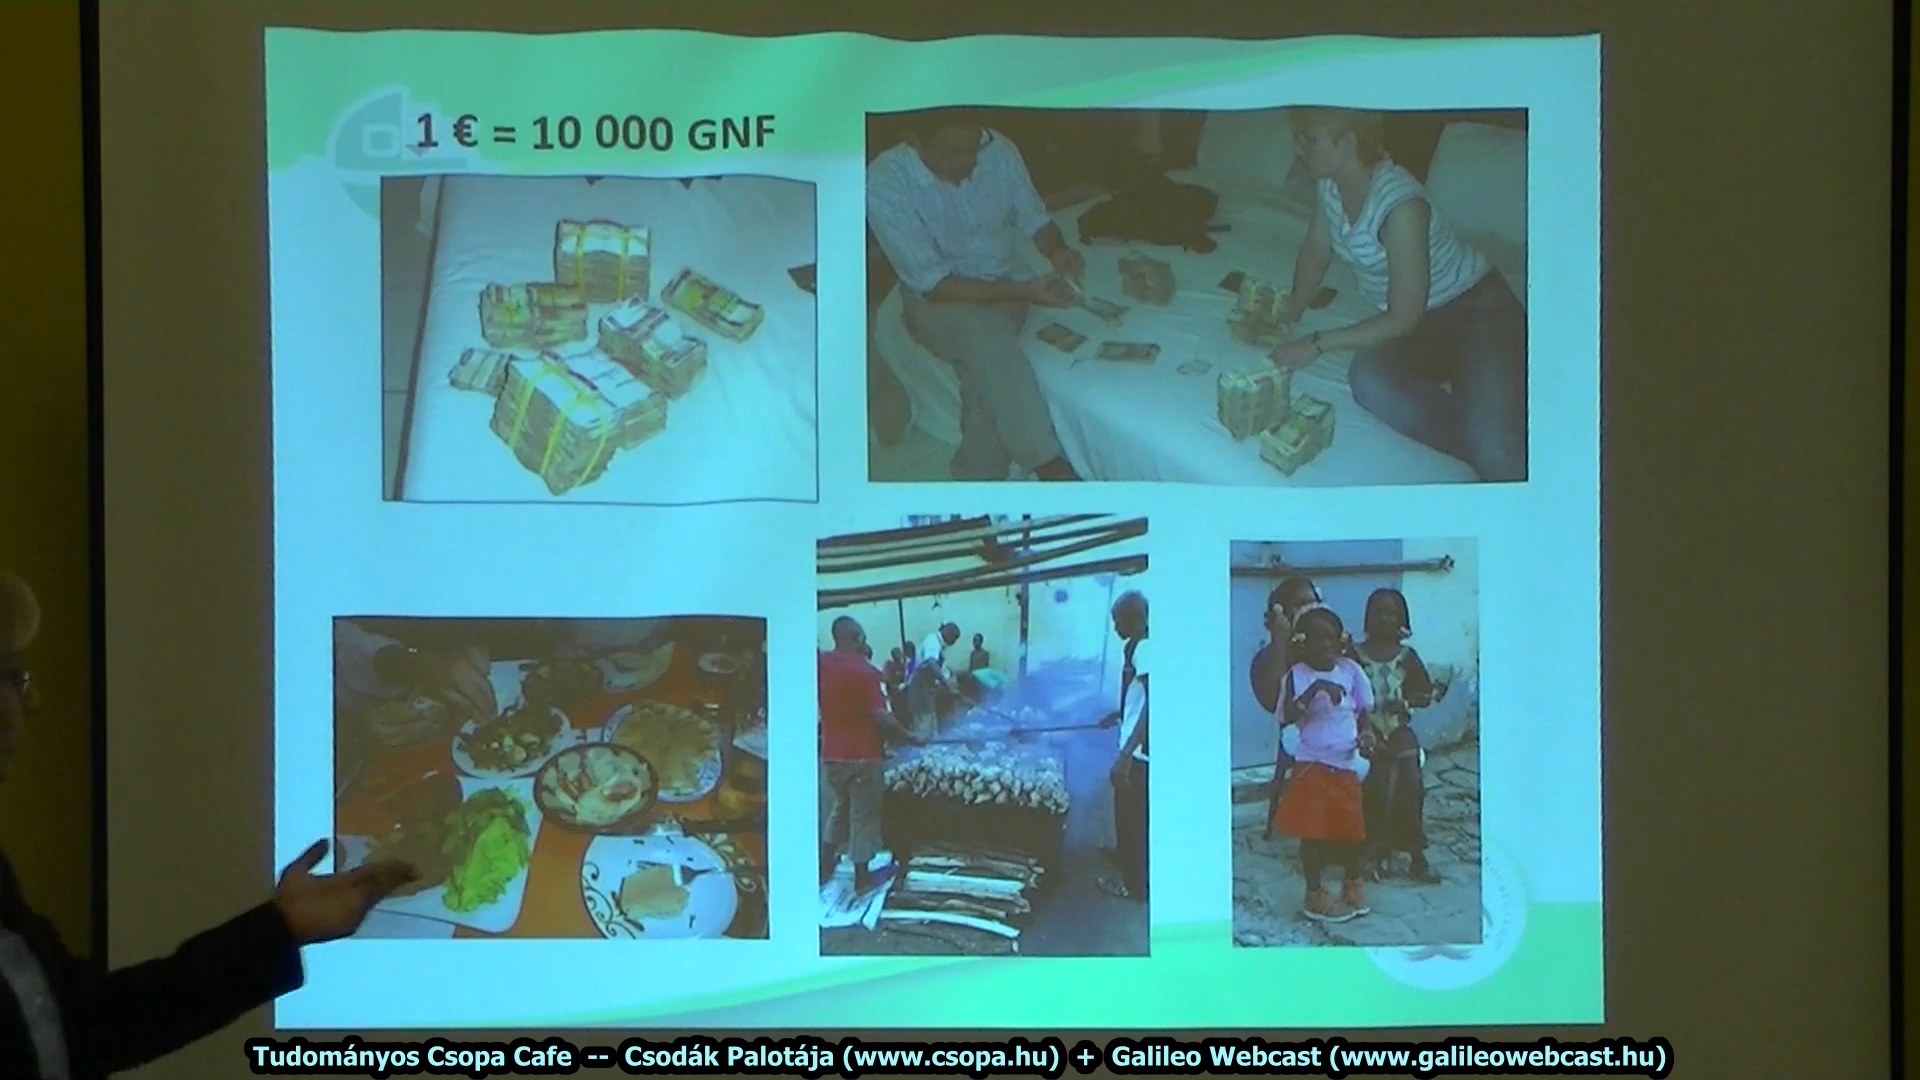 1 € = 10 000 GNF
Tudományos Csopa Cafe -- Csodák Palotája (www.csopa.hu) + Galileo Webcast (www.galileowebcast.hu)